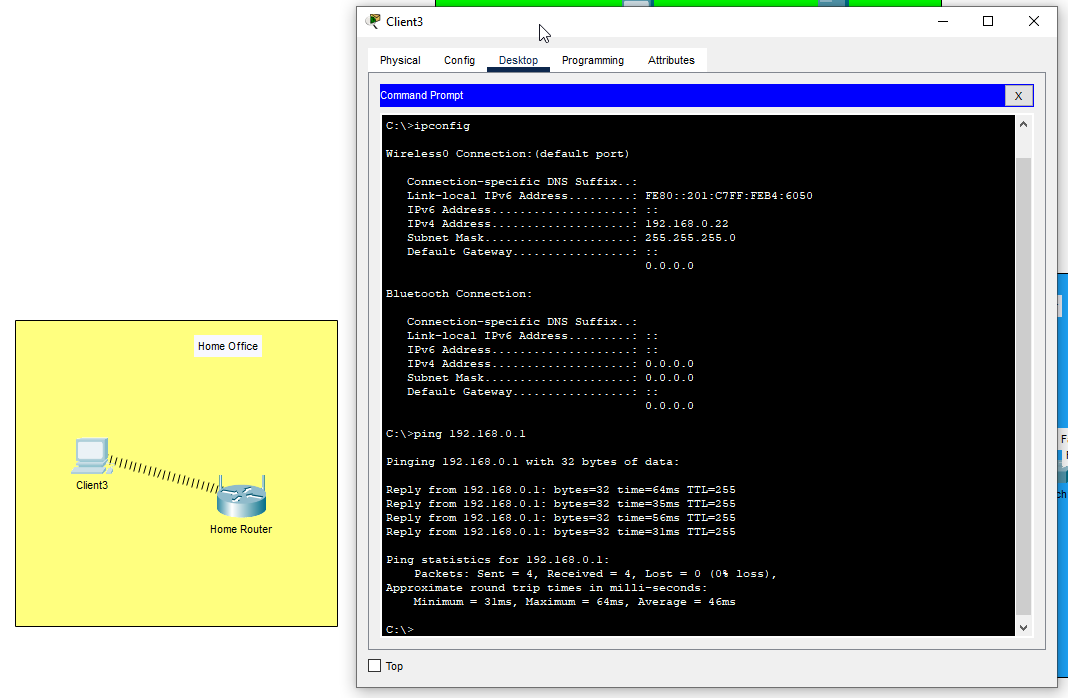 Client3
Physical Config Desktop Programming Attributes
Command Prompt
X
C:\>ipconfig
Wireless0 Connection:(default port)
Connection-specific DNS Suffix..:
Link-local IPv6 Address.........: FE80::201:C7FF:FEB4:6050
IPv6 Address....................: ::
IPv4 Address....................: 192.168.0.22
Subnet Mask.....................: 255.255.255.0
Default Gateway.................: ::
0.0.0.0
Bluetooth Connection:
Connection-specific DNS Suffix..:
Link-local IPv6 Address.........: ::
IPv6 Address....................: ::
IPv4 Address....................: 0.0.0.0
Subnet Mask.....................: 0.0.0.0
Default Gateway.................: ::
0.0.0.0
C:\>ping 192.168.0.1
Pinging 192.168.0.1 with 32 bytes of data:
Reply from 192.168.0.1: bytes=32 time=64ms TTL=255
Reply from 192.168.0.1: bytes=32 time=35ms TTL=255
Reply from 192.168.0.1: bytes=32 time=56ms TTL=255
Reply from 192.168.0.1: bytes=32 time=31ms TTL=255
Ping statistics for 192.168.0.1:
Packets: Sent = 4, Received = 4, Lost = 0 (0% loss),
Approximate round trip times in milli-seconds:
Minimum = 31ms, Maximum = 64ms, Average = 46ms
C:\>
Top
Home Office
Client3
Home Router